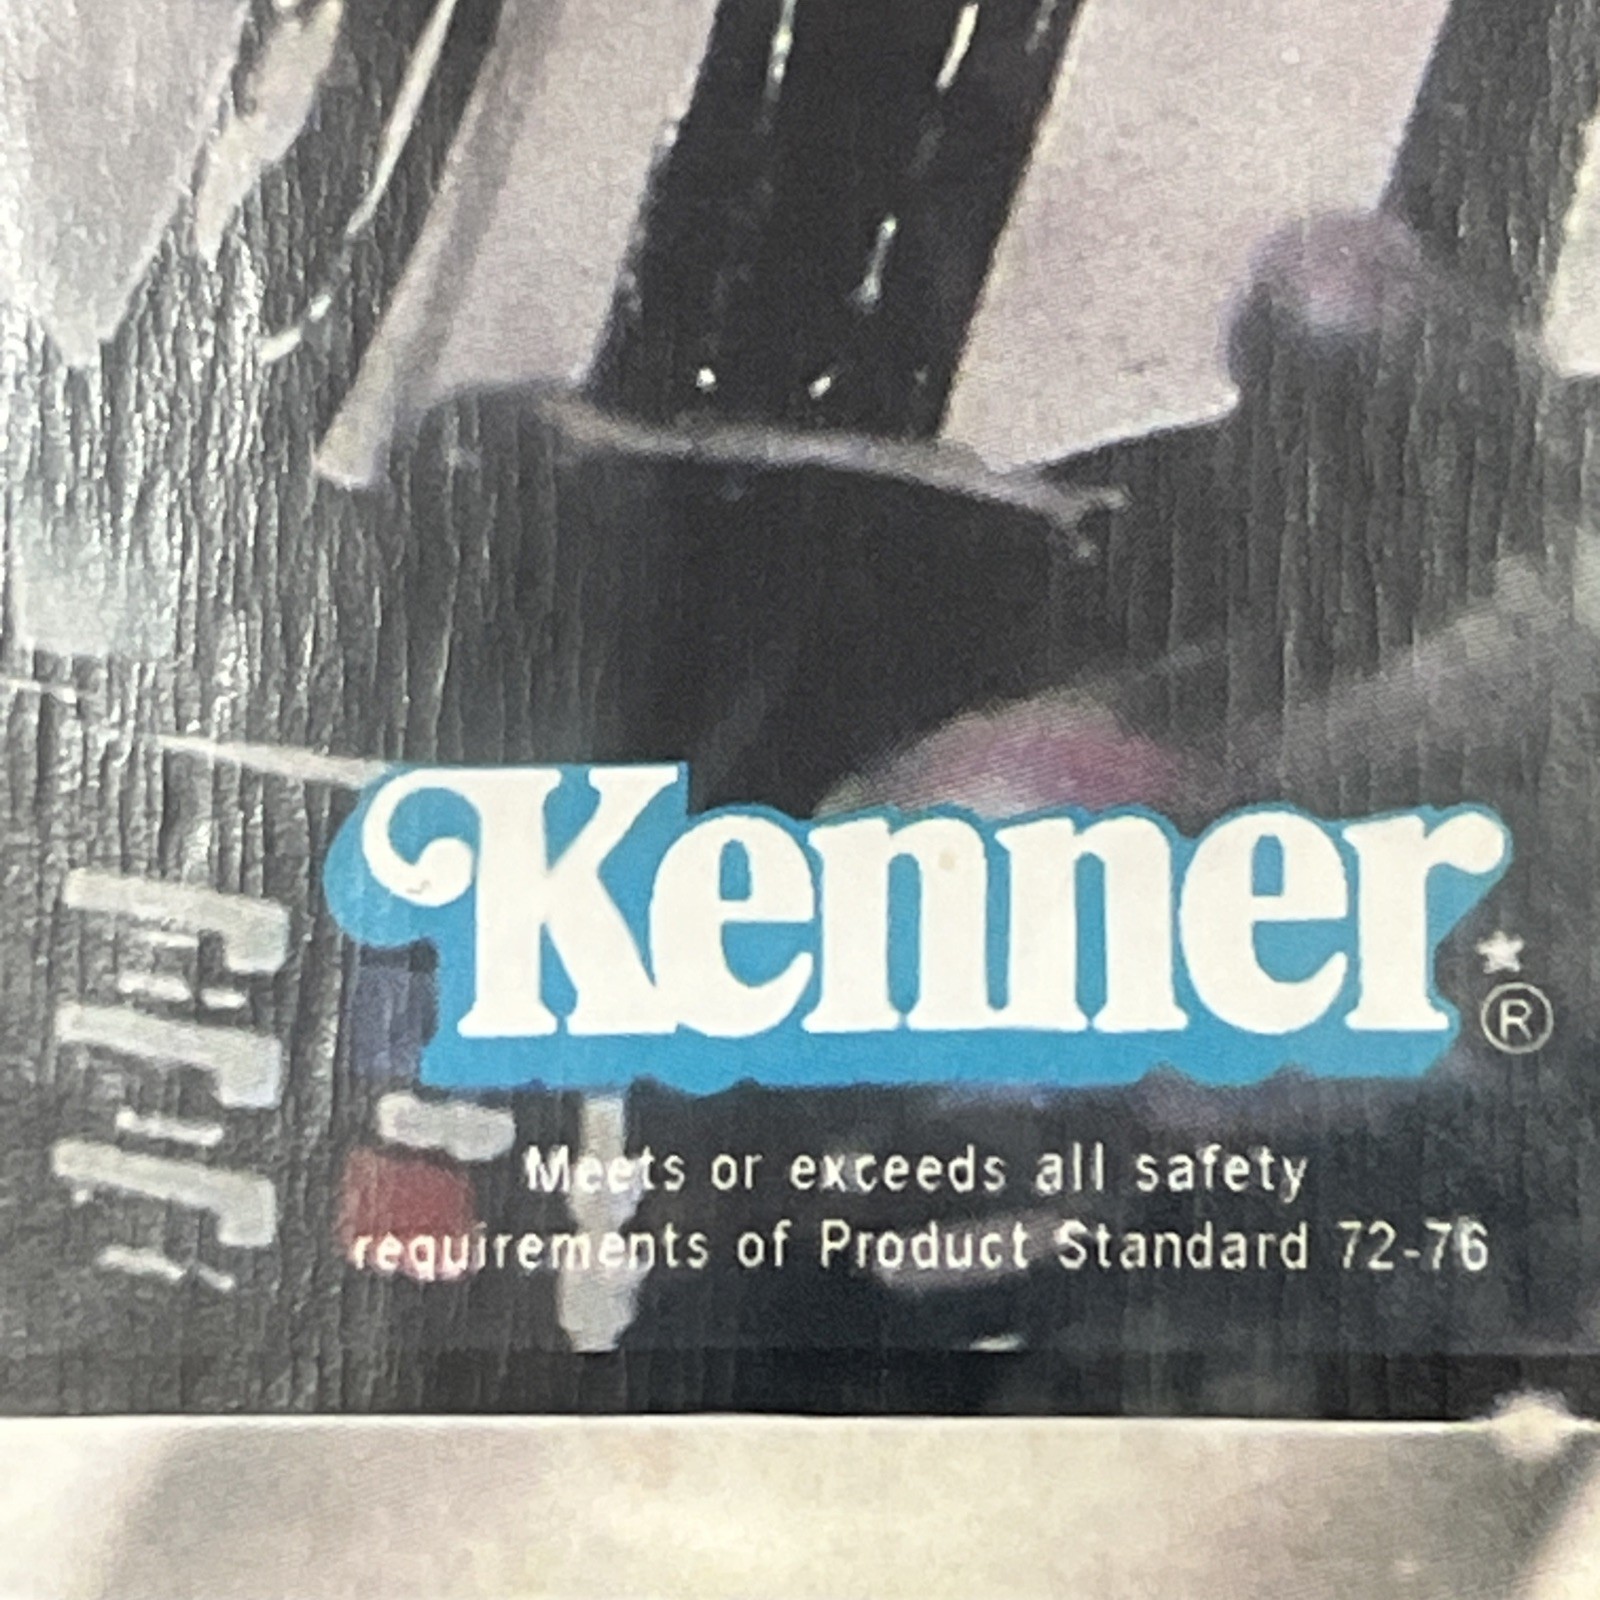 Kenner
★
®
Meets or exceeds all safety
requirements of Product Standard 72-76